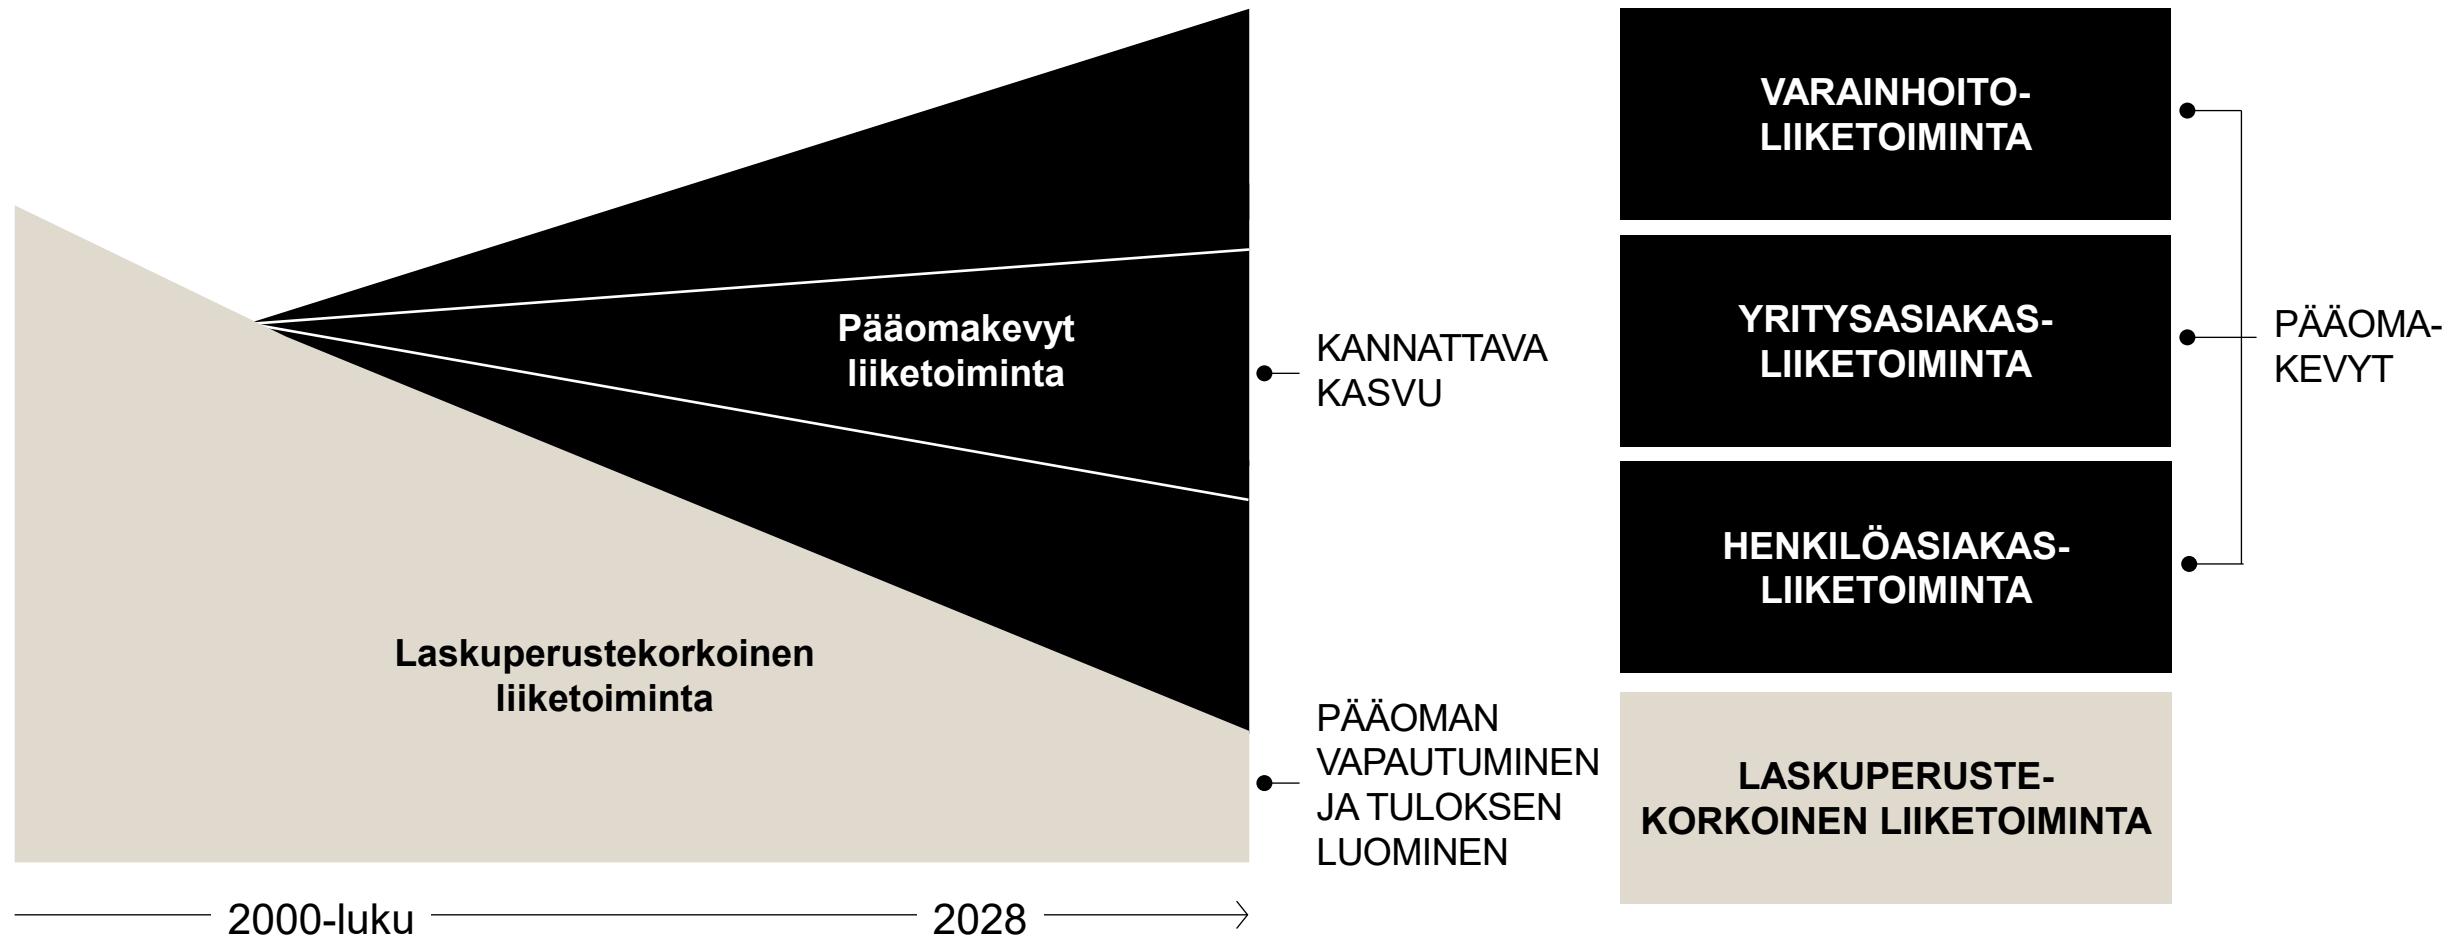 Pääomakevyt
liiketoiminta
Laskuperustekorkoinen
liiketoiminta
2000-luku
2028
KANNATTAVA
KASVU
PÄÄOMAN
VAPAUTUMINEN
JA TULOKSEN
LUOMINEN
VARAINHOITO-
LIIKETOIMINTA
YRITYSASIAKAS-
LIIKETOIMINTA
HENKILÖASIAKAS-
LIIKETOIMINTA
LASKUPERUSTE-
KORKOINEN LIIKETOIMINTA
PÄÄOMA-
KEVYT